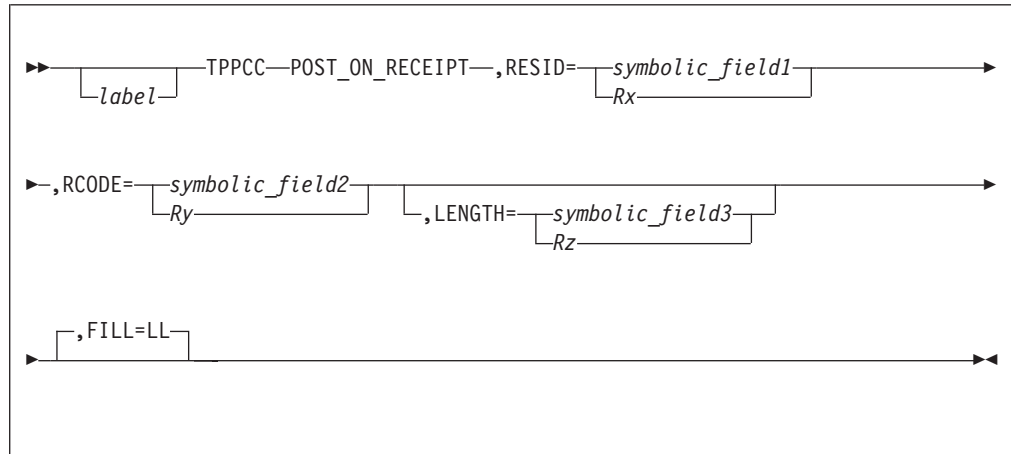 TPPCC POST_ON_RECEIPT ,RESID= symbolic_field1
label Rx
,RCODE= symbolic_field2
Ry ,LENGTH= symbolic_field3
Rz
,FILL=LL